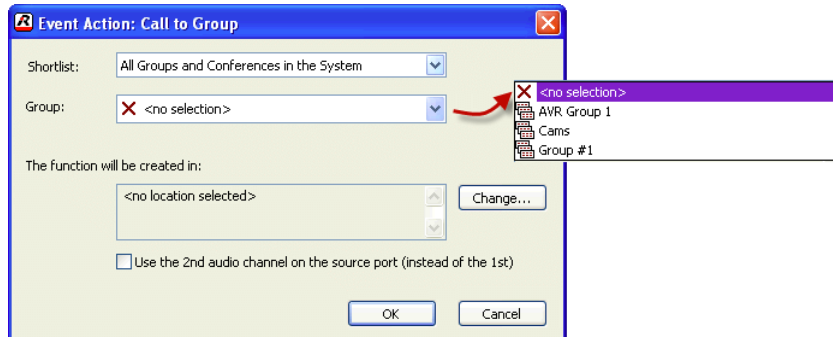 Event Action: Call to Group
Shortlist: All Groups and Conferences in the System
Group: <no selection>
<no selection>
AVR Group 1
Cams
Group #1
The function will be created in:
<no location selected>
Change...
Use the 2nd audio channel on the source port (instead of the 1st)
OK Cancel